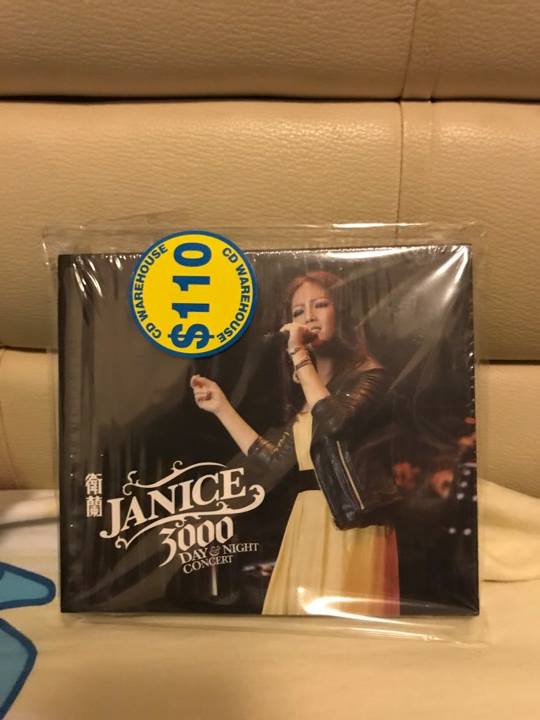 CD WAREHOUSE
$110
CD WAREHOUSE
衛蘭
JANICE
3000
DAY & NIGHT
CONCERT